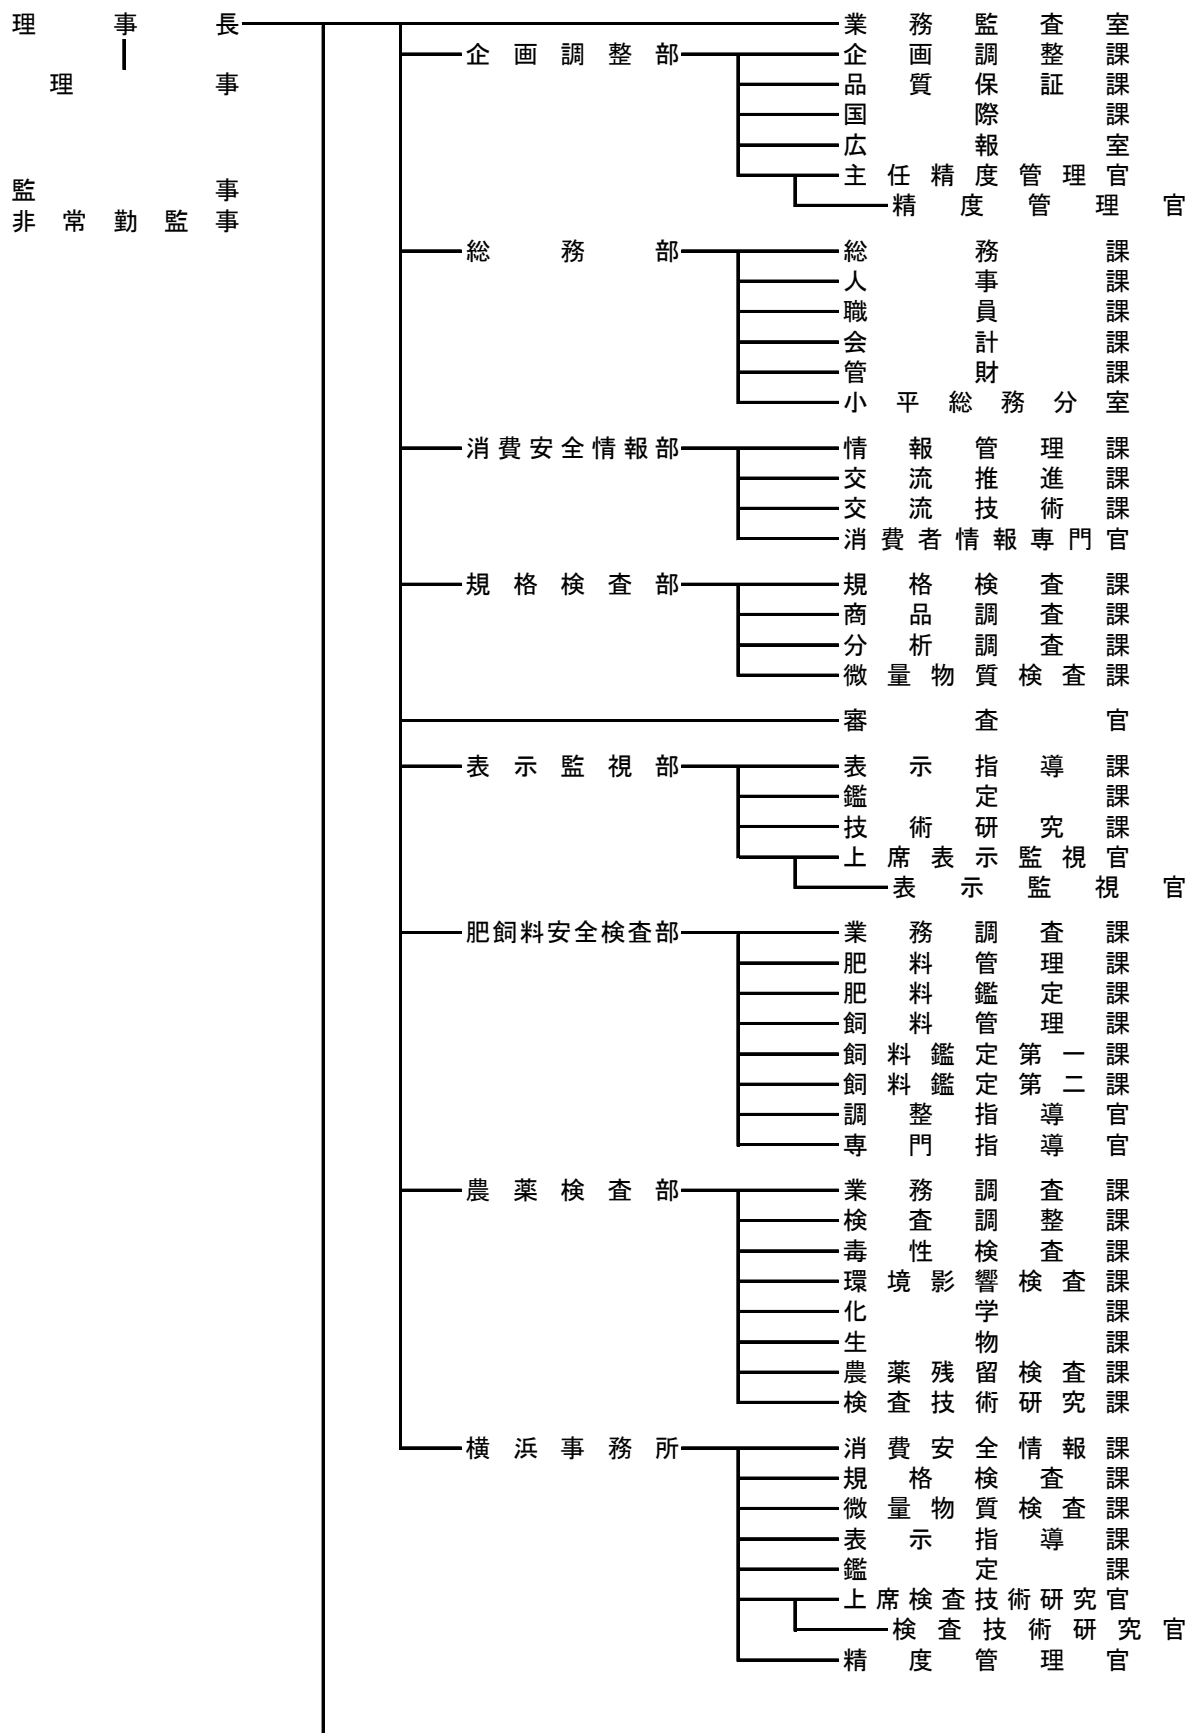 理事長 業務監査室
企画調整部 企画調整課
理事 品質保証課
国際課
広報室
主任精度管理官
監事
精度管理官
非常勤監事
総務部 総務課
人事課
職員課
会計課
管財課
小平総務分室
消費安全情報部 情報管理課
交流推進課
交流技術課
消費者情報専門官
規格検査部 規格検査課
商品調査課
分析調査課
微量物質検査課
審査官
表示監視部 表示指導課
鑑定課
技術研究課
上席表示監視官
表示監視官
肥飼料安全検査部 業務調査課
肥料管理課
肥料鑑定課
飼料管理課
飼料鑑定第一課
飼料鑑定第二課
調整指導官
専門指導官
農薬検査部 業務調査課
検査調整課
毒性検査課
環境影響検査課
化学課
生物課
農薬残留検査課
検査技術研究課
横浜事務所 消費安全情報課
規格検査課
微量物質検査課
表示指導課
鑑定課
上席検査技術研究官
検査技術研究官
精度管理官